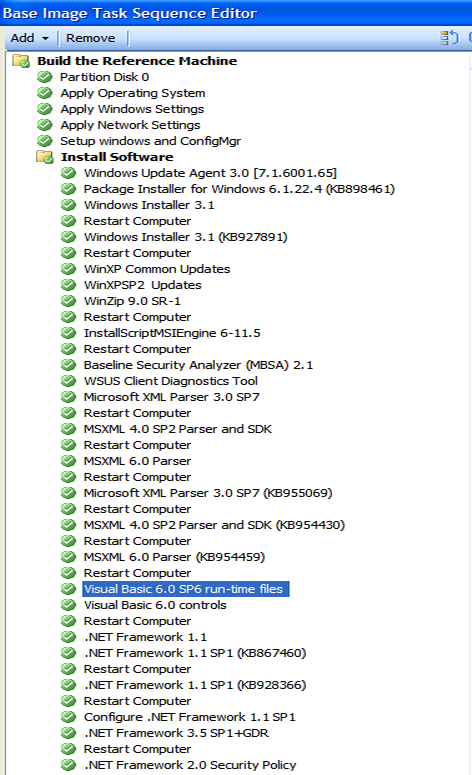 Base Image Task Sequence Editor
Add Remove
Build the Reference Machine
Partition Disk 0
Apply Operating System
Apply Windows Settings
Apply Network Settings
Setup windows and ConfigMgr
Install Software
Windows Update Agent 3.0 [7.1.6001.65]
Package Installer for Windows 6.1.22.4 (KB898461)
Windows Installer 3.1
Restart Computer
Windows Installer 3.1 (KB927891)
Restart Computer
WinXP Common Updates
WinXPSP2 Updates
WinZip 9.0 SR-1
Restart Computer
InstallScriptMSIEngine 6-11.5
Restart Computer
Baseline Security Analyzer (MBSA) 2.1
WSUS Client Diagnostics Tool
Microsoft XML Parser 3.0 SP7
Restart Computer
MSXML 4.0 SP2 Parser and SDK
Restart Computer
MSXML 6.0 Parser
Restart Computer
Microsoft XML Parser 3.0 SP7 (KB955069)
Restart Computer
MSXML 4.0 SP2 Parser and SDK (KB954430)
Restart Computer
MSXML 6.0 Parser (KB954459)
Restart Computer
Visual Basic 6.0 SP6 run-time files
Visual Basic 6.0 controls
Restart Computer
.NET Framework 1.1
.NET Framework 1.1 SP1 (KB867460)
Restart Computer
.NET Framework 1.1 SP1 (KB928366)
Restart Computer
Configure .NET Framework 1.1 SP1
.NET Framework 3.5 SP1+GDR
Restart Computer
.NET Framework 2.0 Security Policy